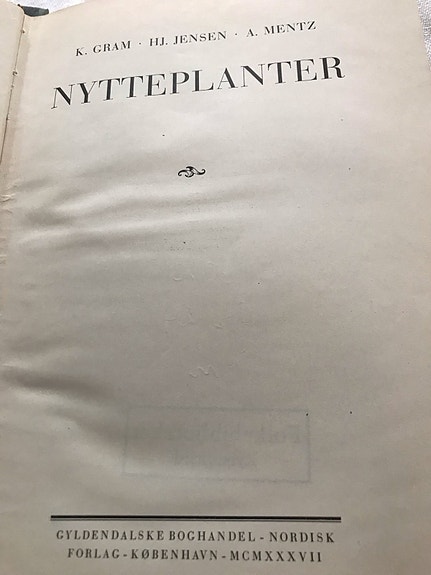 K. GRAM · HJ. JENSEN · A. MENTZ
NYTTEPLANTER
GYLDENDALSKE BOGHANDEL - NORDISK
FORLAG - KØBENHAVN - MCMXXXVII